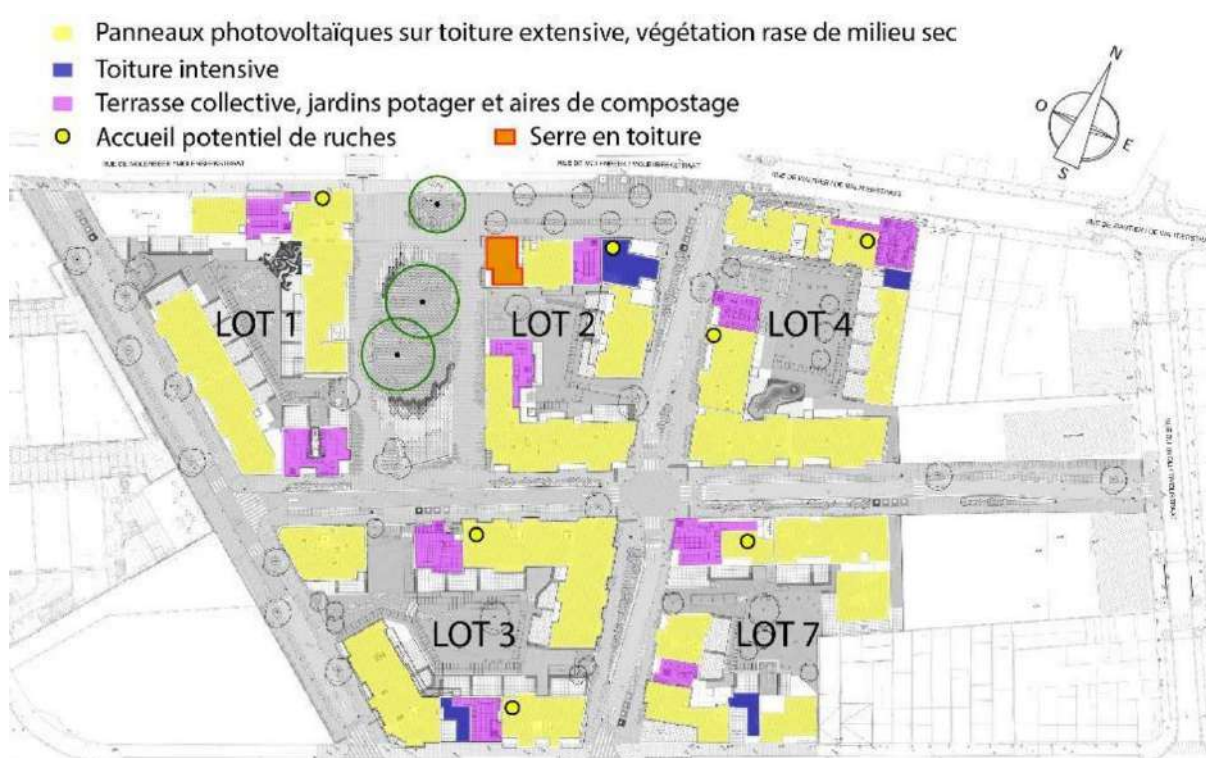 Panneaux photovoltaïques sur toiture extensive, végétation rase de milieu sec
Toiture intensive
Terrasse collective, jardins potager et aires de compostage
Accueil potentiel de ruches
Serre en toiture
N
O
E
S
LOT 1
LOT 2
LOT 4
LOT 3
LOT 7